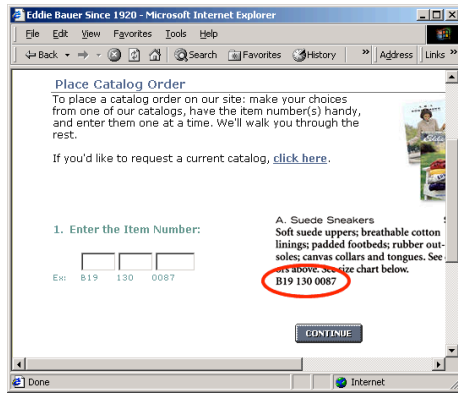 Eddie Bauer Since 1920 - Microsoft Internet Explorer
File Edit View Favorites Tools Help
Back Search Favorites History » Address Links »
Place Catalog Order
To place a catalog order on our site: make your choices
from one of our catalogs, have the item number(s) handy,
and enter them one at a time. We'll walk you through the
rest.
If you'd like to request a current catalog, click here.
1. Enter the Item Number:
Ex: B19 130 0087
A. Suede Sneakers
Soft suede uppers; breathable cotton
linings; padded footbeds; rubber out-
soles; canvas collars and tongues. See
ors above. See size chart below.
B19 130 0087
CONTINUE
Done Internet